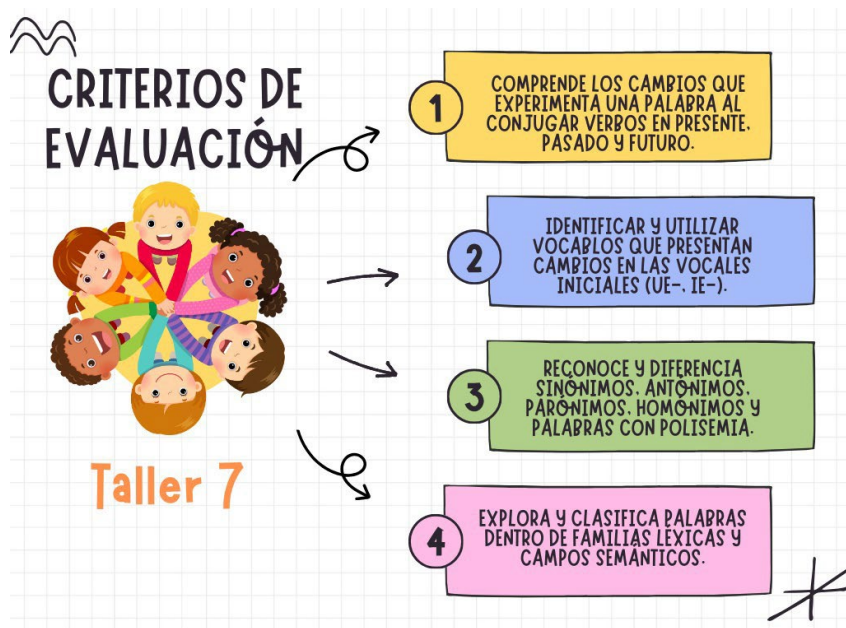 CRITERIOS DE
EVALUACIÓN
Taller 7
1
COMPRENDE LOS CAMBIOS QUE
EXPERIMENTA UNA PALABRA AL
CONJUGAR VERBOS EN PRESENTE,
PASADO Y FUTURO.
2
IDENTIFICAR Y UTILIZAR
VOCABLOS QUE PRESENTAN
CAMBIOS EN LAS VOCALES
INICIALES (UE-, IE-).
3
RECONOCE Y DIFERENCIA
SINÓNIMOS, ANTÓNIMOS,
PARÓNIMOS, HOMÓNIMOS Y
PALABRAS CON POLISEMIA.
4
EXPLORA Y CLASIFICA PALABRAS
DENTRO DE FAMILIAS LÉXICAS Y
CAMPOS SEMÁNTICOS.